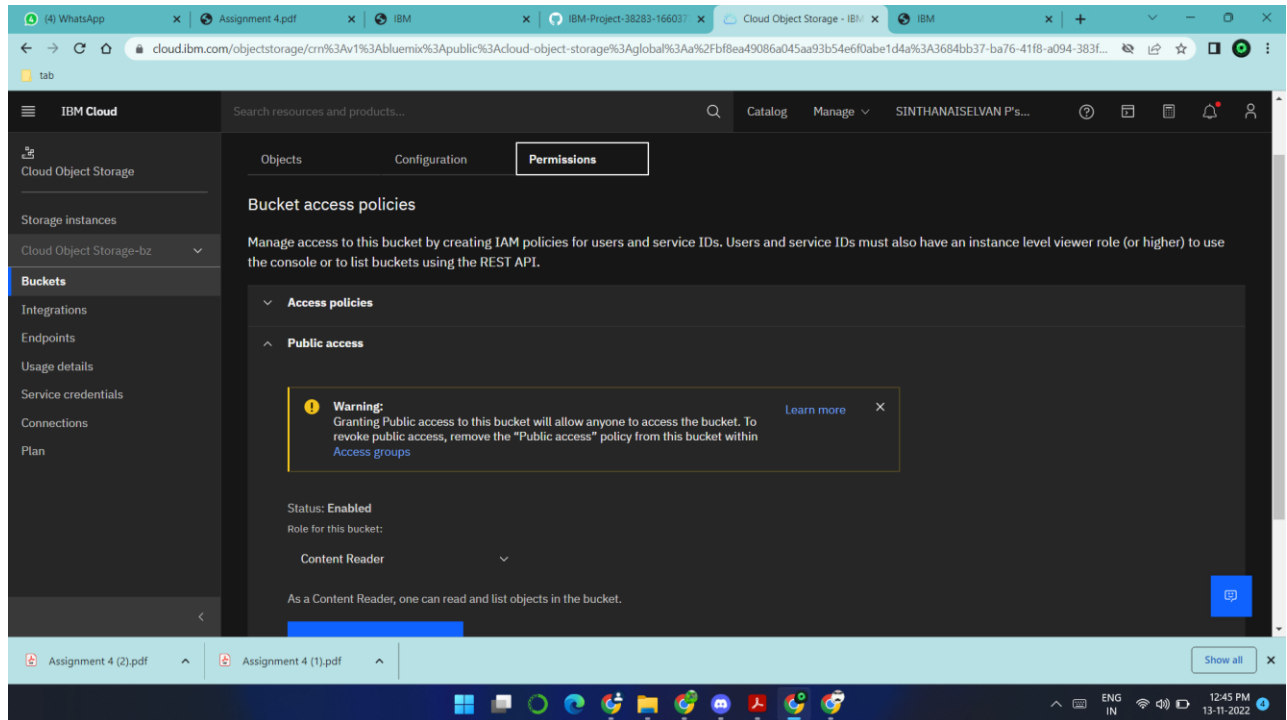 (4) WhatsApp
Assignment 4.pdf
IBM
IBM-Project-38283-166037
Cloud Object Storage - IBM
IBM
cloud.ibm.com/objectstorage/crn%3Av1%3Abluemix%3Apublic%3Acloud-object-storage%3Aglobal%3Aa%2Fbf8ea49086a045aa93b54e6f0abe1d4a%3A3684bb37-ba76-41f8-a094-383f...
tab
IBM Cloud
Search resources and products...
Catalog
Manage
SINTHANAISELVAN P's...
Cloud Object Storage
Storage instances
Cloud Object Storage-bz
Buckets
Integrations
Endpoints
Usage details
Service credentials
Connections
Plan
Objects
Configuration
Permissions
Bucket access policies
Manage access to this bucket by creating IAM policies for users and service IDs. Users and service IDs must also have an instance level viewer role (or higher) to use
the console or to list buckets using the REST API.
Access policies
Public access
Warning:
Granting Public access to this bucket will allow anyone to access the bucket. To
revoke public access, remove the “Public access” policy from this bucket within
Access groups
Learn more
Status: Enabled
Role for this bucket:
Content Reader
As a Content Reader, one can read and list objects in the bucket.
Assignment 4 (2).pdf
Assignment 4 (1).pdf
Show all
ENG
IN
12:45 PM
13-11-2022
4